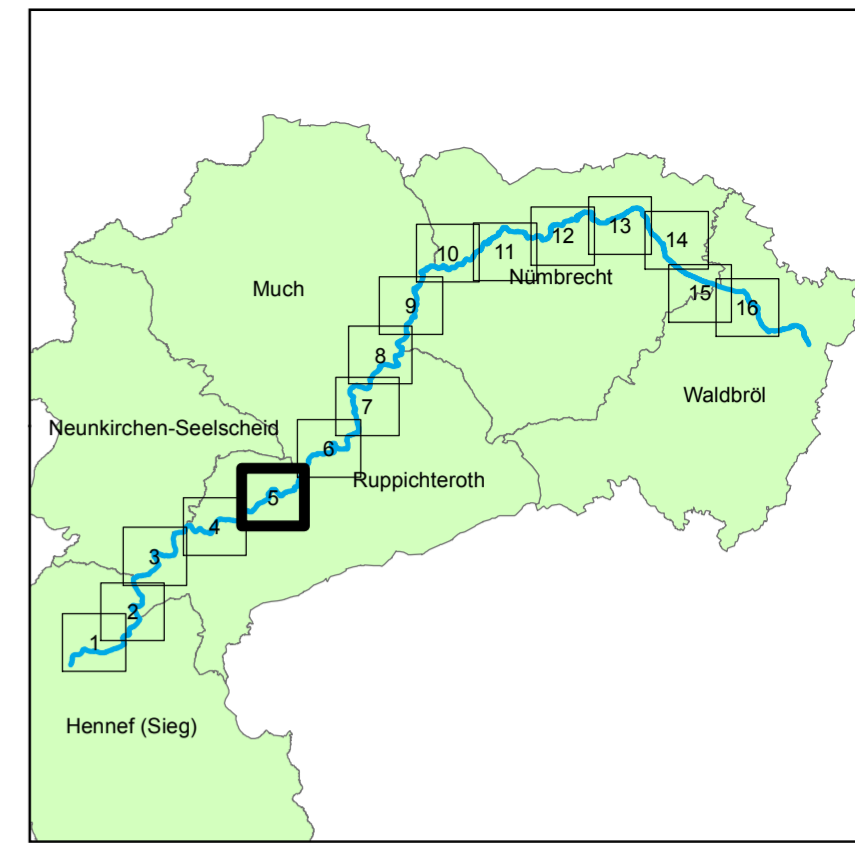 13
12
14
10
11
Nümbrecht
Much
15
9
16
8
Waldbröl
7
Neunkirchen-Seelscheid
6
Ruppichteroth
5
4
3
2
1
Hennef (Sieg)